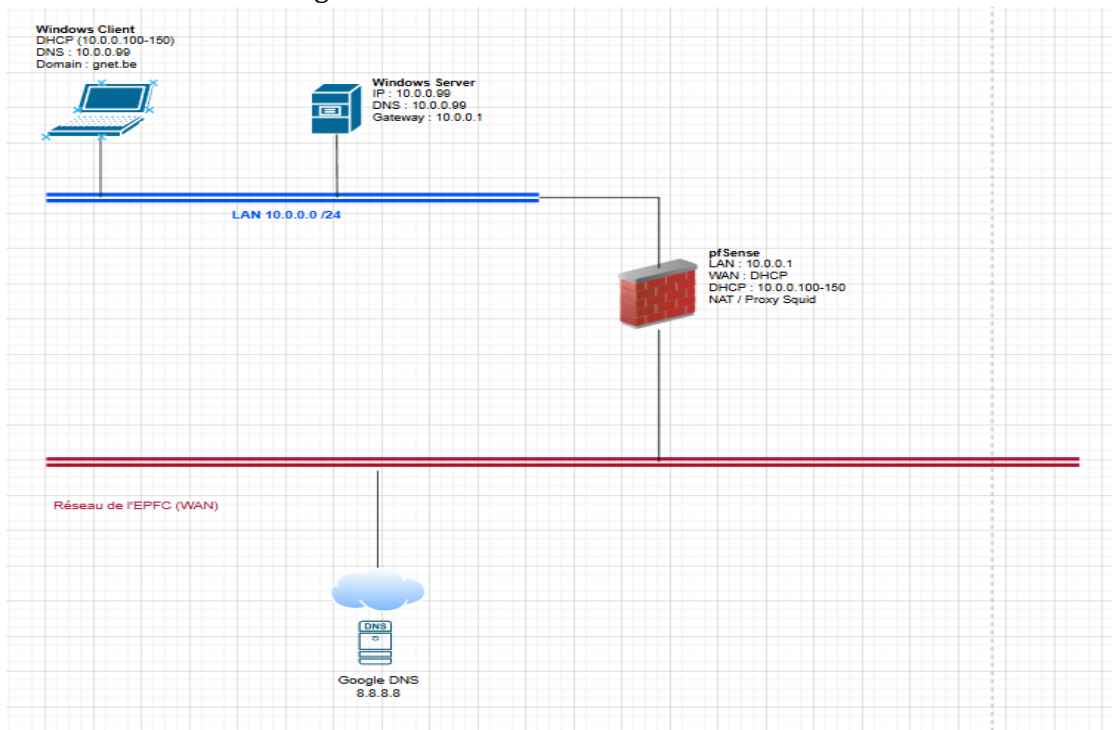 Windows Client
DHCP (10.0.0.100-150)
DNS : 10.0.0.99
Domain : gnet.be
Windows Server
IP : 10.0.0.99
DNS : 10.0.0.99
Gateway : 10.0.0.1
LAN 10.0.0.0 /24
pfSense
LAN : 10.0.0.1
WAN : DHCP
DHCP : 10.0.0.100-150
NAT / Proxy Squid
Réseau de l'EPFC (WAN)
DNS
Google DNS
8.8.8.8